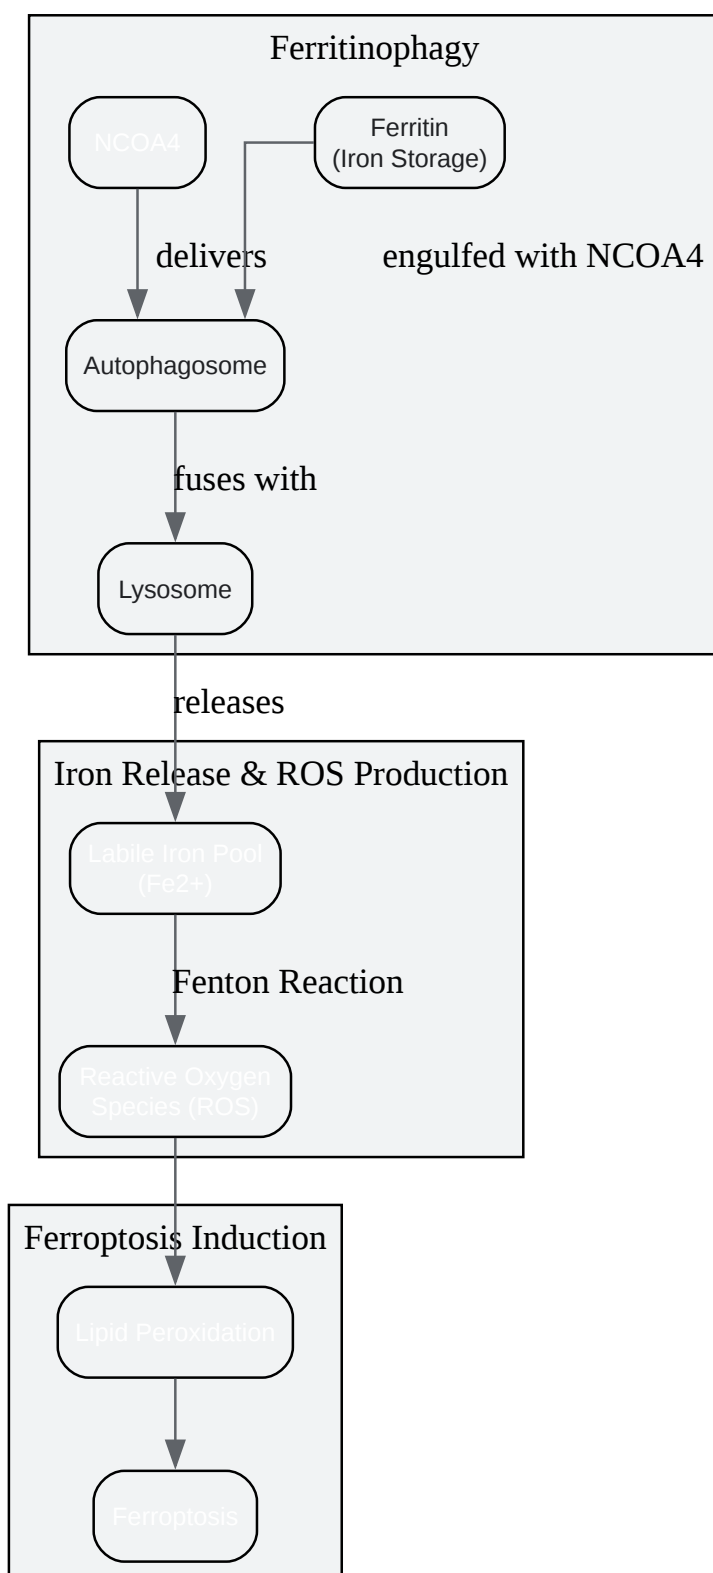 Ferritinophagy
NCOA4
Ferritin
(Iron Storage)
delivers
engulfed with NCOA4
Autophagosome
fuses with
Lysosome
releases
Iron Release & ROS Production
Labile Iron Pool
(Fe2+)
Fenton Reaction
Reactive Oxygen
Species (ROS)
Ferroptosis Induction
Lipid Peroxidation
Ferroptosis